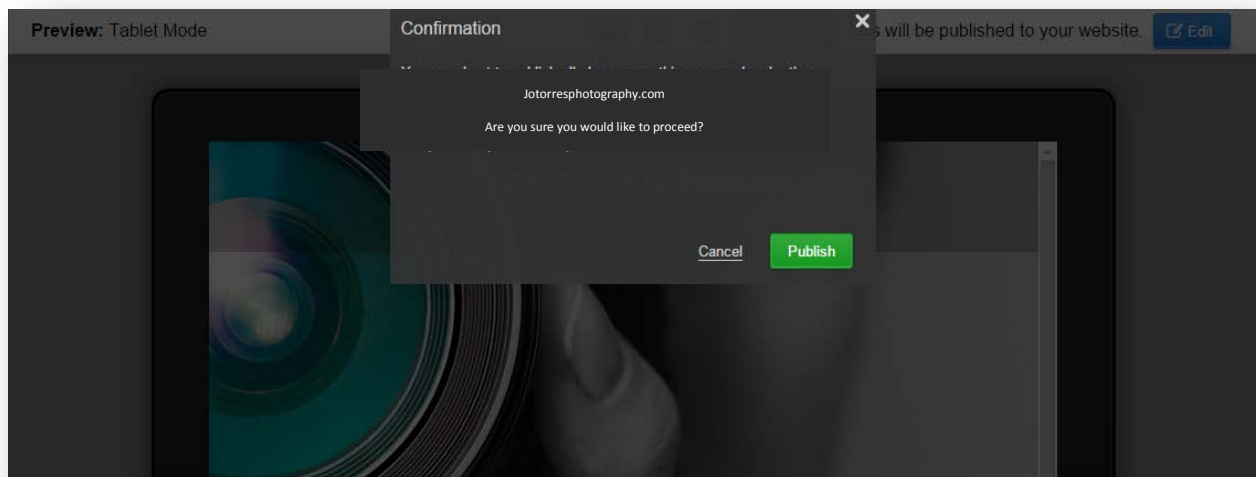 Preview: Tablet Mode
Confirmation
will be published to your website.
Edit
Jotorresphotography.com
Are you sure you would like to proceed?
Cancel
Publish